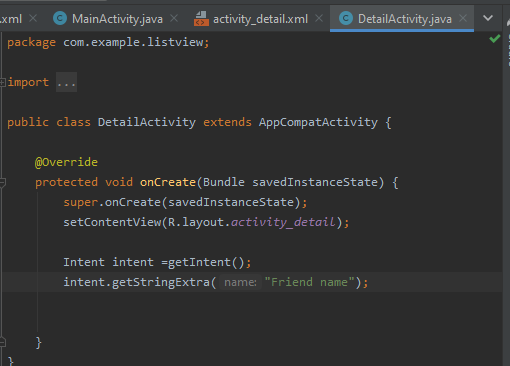 .xml MainActivity.java activity_detail.xml DetailActivity.java
package com.example.listview;
import ...
public class DetailActivity extends AppCompatActivity {
@Override
protected void onCreate(Bundle savedInstanceState) {
super.onCreate(savedInstanceState);
setContentView(R.layout.activity_detail);
Intent intent =getIntent();
intent.getStringExtra( name: "Friend name");
}
}